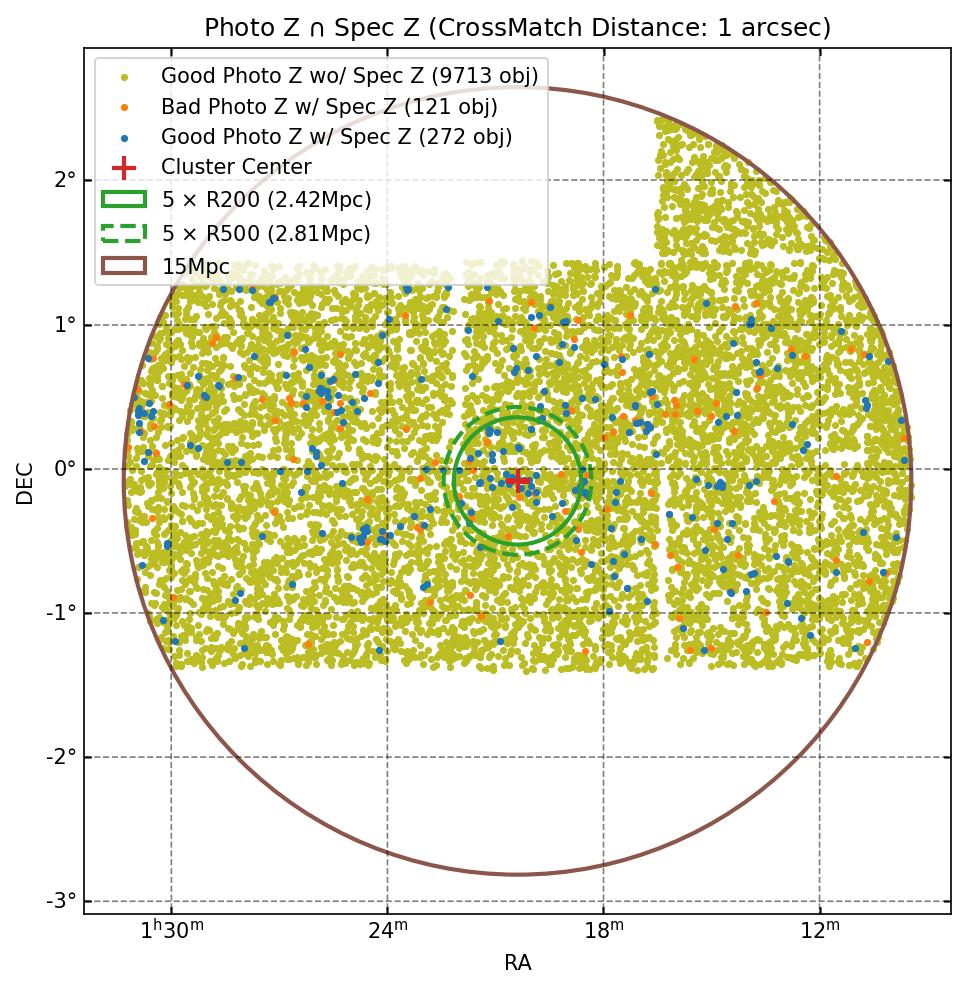 Photo Z ∩ Spec Z (CrossMatch Distance: 1 arcsec)
Good Photo Z wo/ Spec Z (9713 obj)
Bad Photo Z w/ Spec Z (121 obj)
Good Photo Z w/ Spec Z (272 obj)
Cluster Center
5 × R200 (2.42Mpc)
5 × R500 (2.81Mpc)
15Mpc
2°
1°
0°
-1°
-2°
-3°
DEC
1ʰ30ᵐ 24ᵐ 18ᵐ 12ᵐ
RA